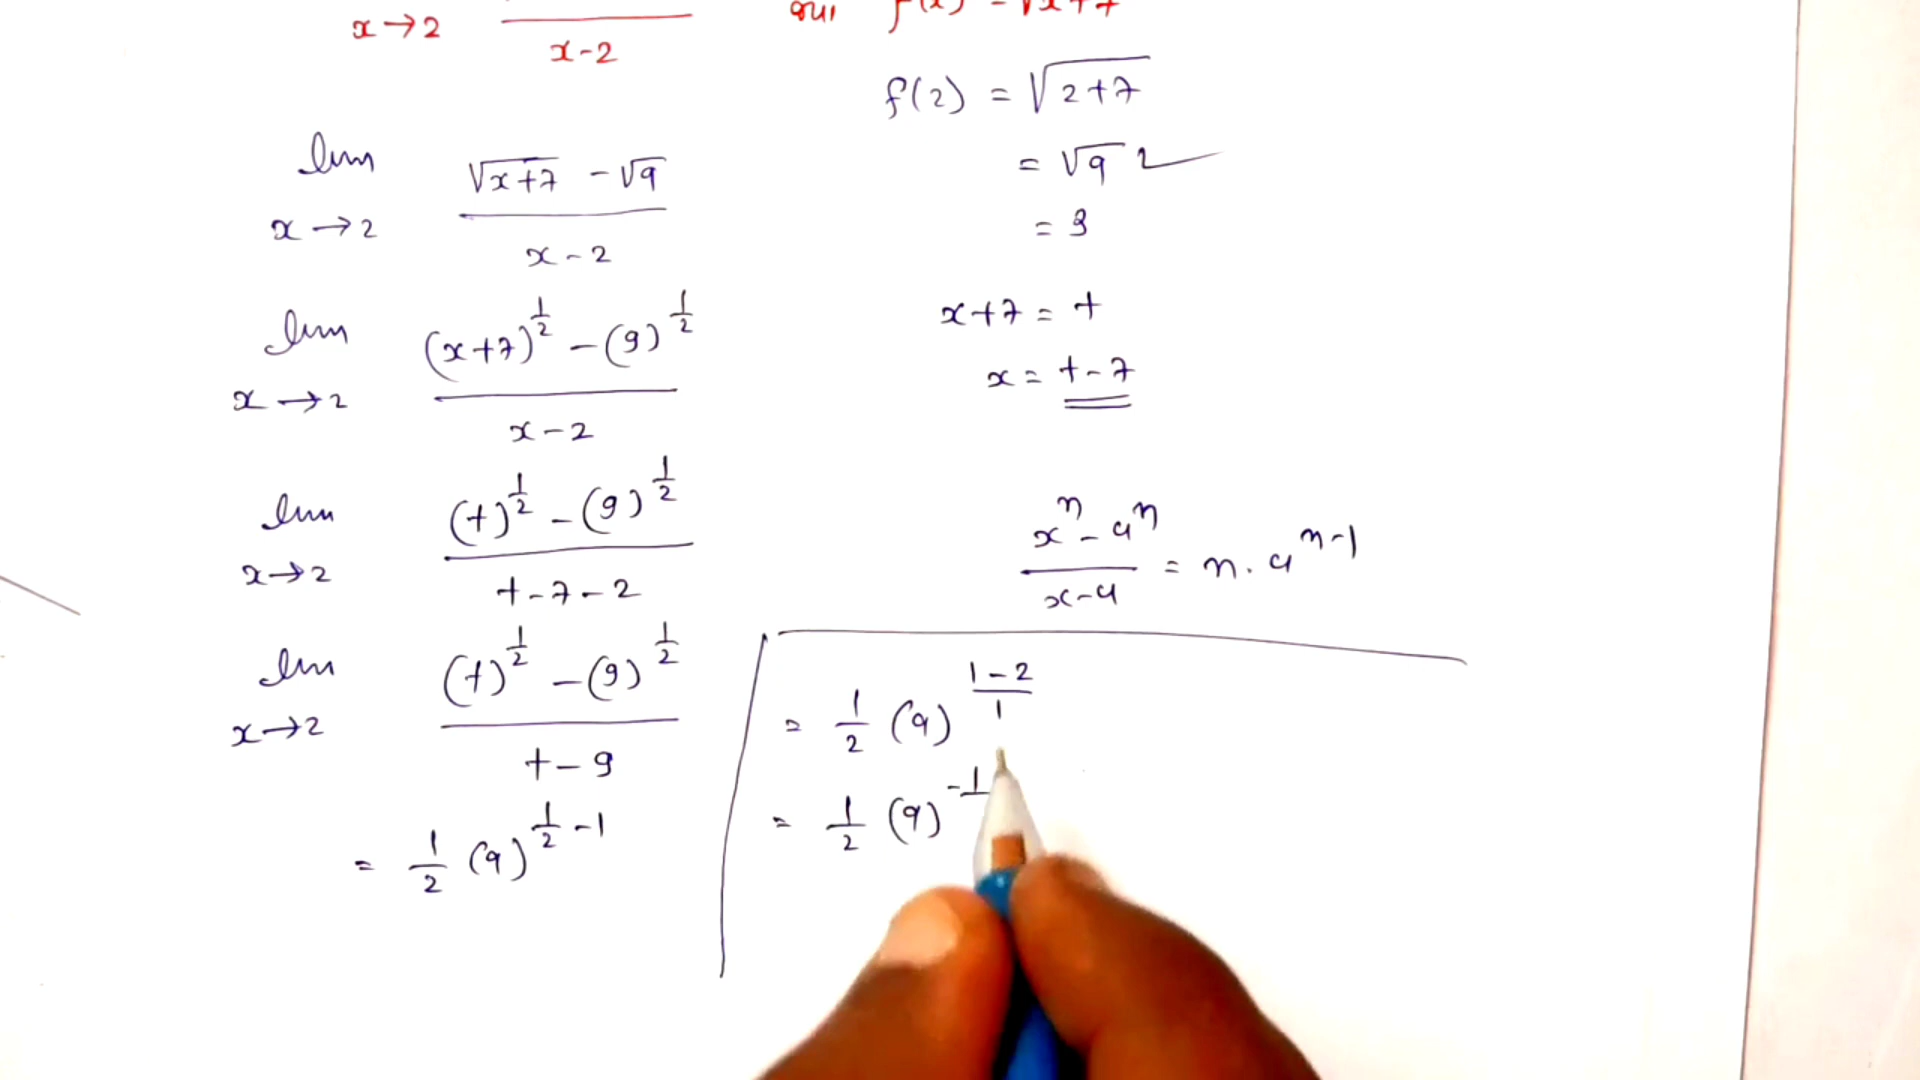 x→2 x-2 f(x) = √x+7
f(2) = √2+7
lim √x+7 - √9
= √9
x→2 x-2
= 3
lim (x+7)^1/2 - (9)^1/2
x+7 = t
x→2 x-2
x = t-7
lim (t)^1/2 - (9)^1/2
x→2 t-7-2
x^n - a^n / x-a = n. a^n-1
lim (t)^1/2 - (9)^1/2
x→2 t-9
= 1/2 (9)^1/2 -1
= 1/2 (9)^1-2/1
= 1/2 (9)^-1